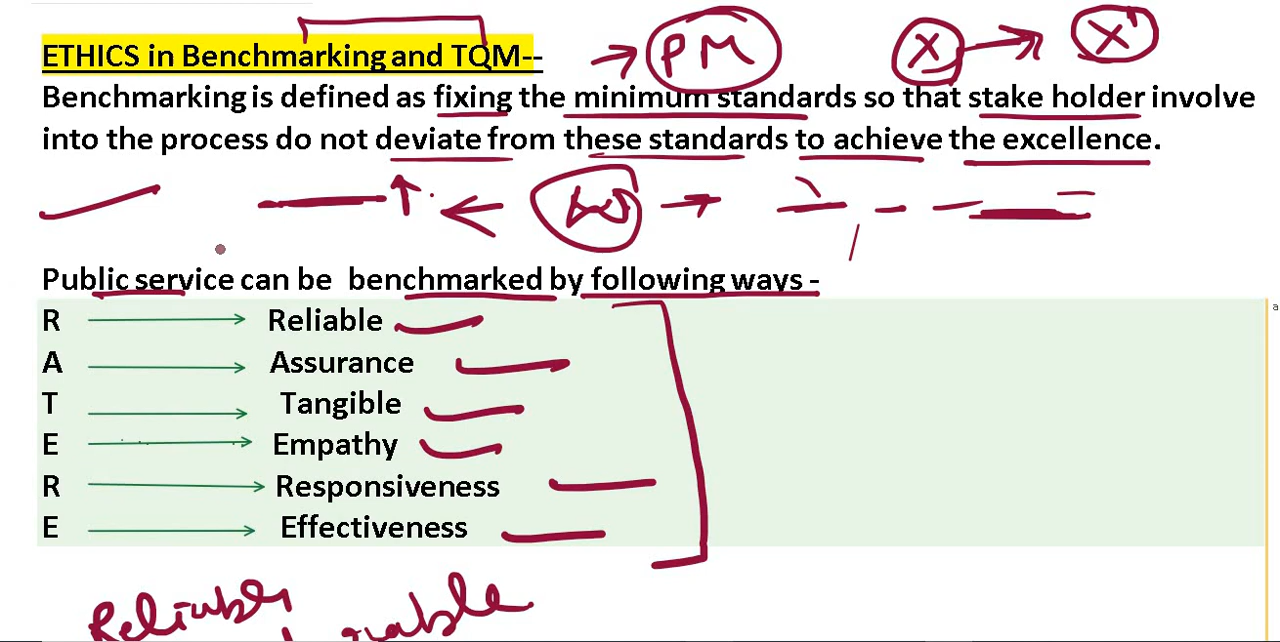 ETHICS in Benchmarking and TQM--
PM
X X'
Benchmarking is defined as fixing the minimum standards so that stake holder involve
into the process do not deviate from these standards to achieve the excellence.
Public service can be benchmarked by following ways -
R Reliable
A Assurance
T Tangible
E Empathy
R Responsiveness
E Effectiveness
a
Reliable